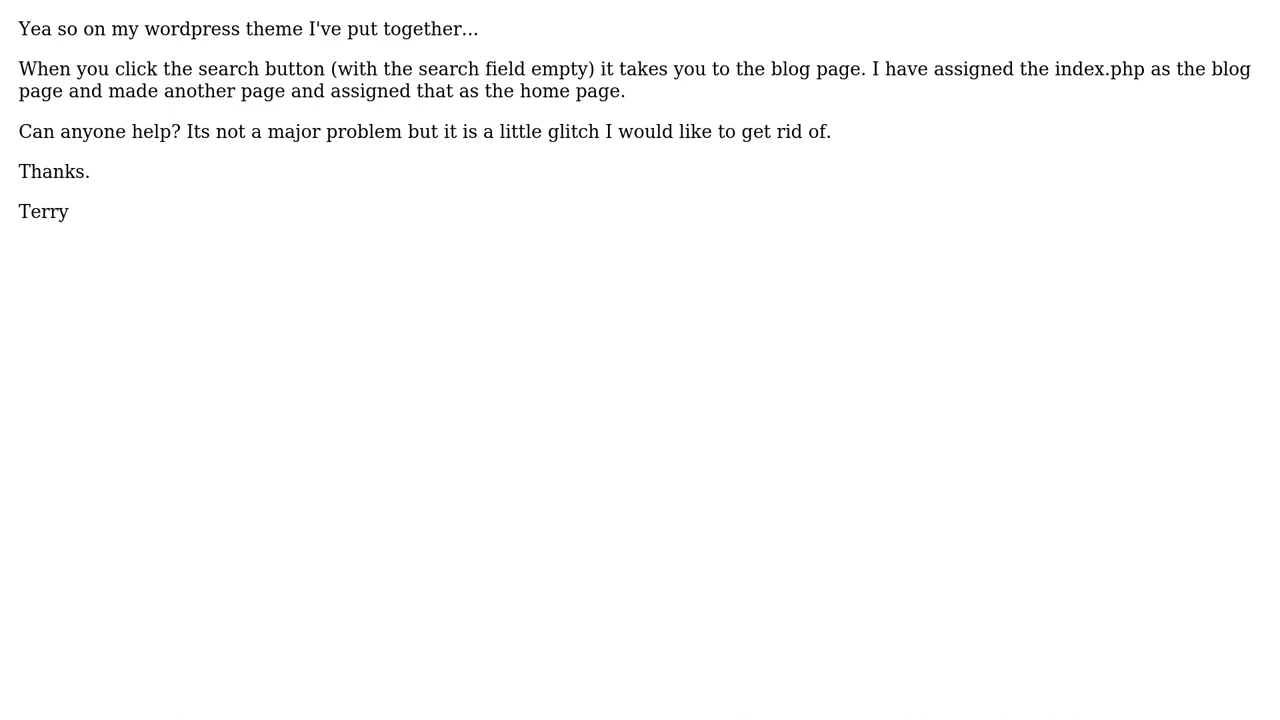 Yea so on my wordpress theme I've put together...
When you click the search button (with the search field empty) it takes you to the blog page. I have assigned the index.php as the blog
page and made another page and assigned that as the home page.
Can anyone help? Its not a major problem but it is a little glitch I would like to get rid of.
Thanks.
Terry